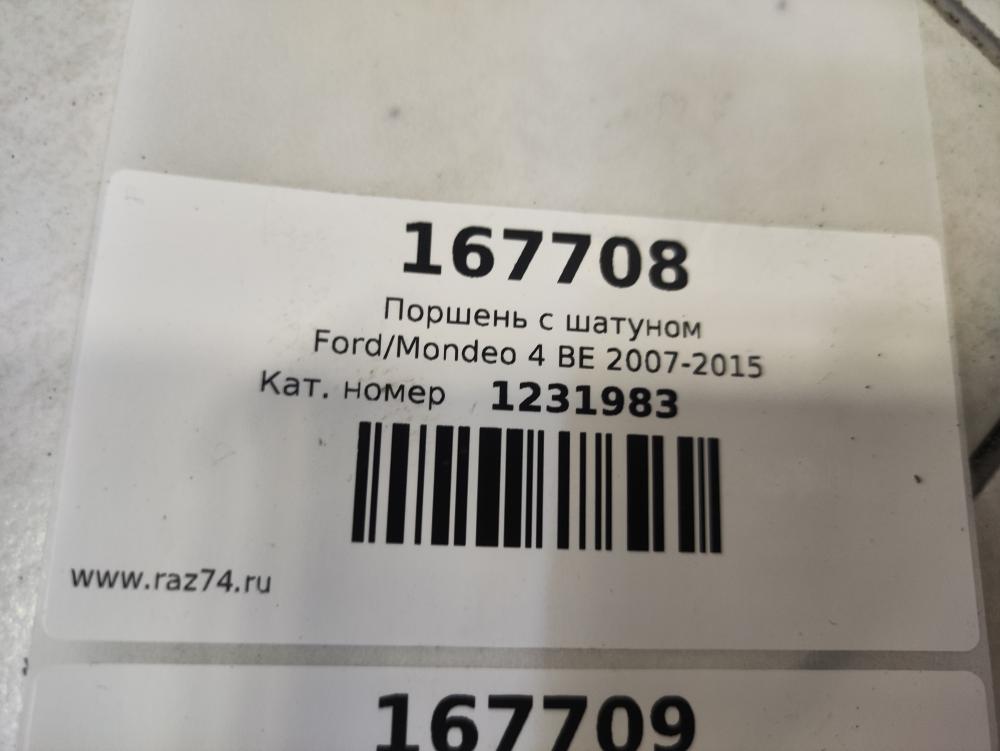 167708
Поршень с шатуном
Ford/Mondeo 4 BE 2007-2015
Кат. номер 1231983
www.raz74.ru
167709